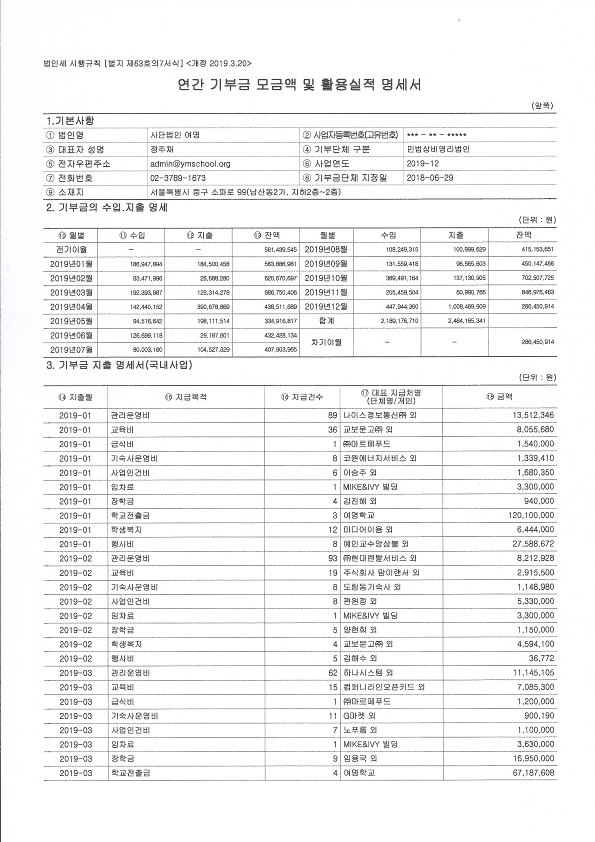 법인세 시행규칙 [별지 제63호의7서식] <개정 2019.3.20>
연간 기부금 모금액 및 활용실적 명세서
(앞쪽)
1.기본사항
① 법인명 사단법인 여명 ② 사업자등록번호(고유번호) *** - ** - *****
③ 대표자 성명 정주채 ④ 기부단체 구분 민법상비영리법인
⑤ 전자우편주소 admin@ymschool.org ⑥ 사업연도 2019-12
⑦ 전화번호 02-3789-1673 ⑧ 기부금단체 지정일 2018-06-29
⑨ 소재지 서울특별시 중구 소파로 99(남산동2가, 지하2층~2층)
2. 기부금의 수입.지출 명세
(단위 : 원)
⑩ 월별 ⑪ 수입 ⑫ 지출 ⑬ 잔액 월별 수입 지출 잔액
전기이월 - - 561,439,545 2019년08월 108,249,315 100,999,629 415,153,651
2019년01월 186,947,894 184,500,458 563,886,981 2019년09월 131,559,418 96,565,603 450,147,466
2019년02월 83,471,996 26,688,280 620,670,697 2019년10월 389,491,164 137,130,905 702,507,725
2019년03월 192,393,987 126,314,278 686,750,406 2019년11월 205,459,504 60,990,766 846,976,463
2019년04월 142,440,152 390,678,869 438,511,689 2019년12월 447,944,360 1,008,469,909 286,450,914
2019년05월 94,516,642 198,111,514 334,916,817 합계 2,189,176,710 2,464,165,341
2019년06월 126,699,118 29,187,801 432,428,134 차기이월 - - 286,450,914
2019년07월 80,003,160 104,527,329 407,903,965
3. 기부금 지출 명세서(국내사업)
(단위 : 원)
⑭ 지출월 ⑮ 지급목적 ⑯ 지급건수 ⑰ 대표 지급처명 (단체명/개인) ⑱ 금액
2019-01 관리운영비 89 나이스정보통신㈜ 외 13,512,346
2019-01 교육비 36 교보문고㈜ 외 8,055,680
2019-01 급식비 1 ㈜마르페푸드 1,540,000
2019-01 기숙사운영비 8 코원에너지서비스 외 1,339,410
2019-01 사업인건비 6 이승주 외 1,680,350
2019-01 임차료 1 MIKE&IVY 빌딩 3,300,000
2019-01 장학금 4 김진해 외 940,000
2019-01 학교전출금 3 여명학교 120,100,000
2019-01 학생복지 12 미디어이음 외 6,444,000
2019-01 행사비 8 예인교수앙상블 외 27,588,672
2019-02 관리운영비 93 ㈜현대렌탈서비스 외 8,212,928
2019-02 교육비 19 주식회사 맘이랜서 외 2,915,500
2019-02 기숙사운영비 8 도림동기숙사 외 1,148,980
2019-02 사업인건비 8 편원정 외 5,330,000
2019-02 임차료 1 MIKE&IVY 빌딩 3,300,000
2019-02 장학금 5 양현희 외 1,150,000
2019-02 학생복지 4 교보문고㈜ 외 4,594,100
2019-02 행사비 5 김해수 외 36,772
2019-03 관리운영비 62 하나시스템 외 11,145,105
2019-03 교육비 15 컴퍼니라인오픈키드 외 7,085,300
2019-03 급식비 1 ㈜마르페푸드 1,200,000
2019-03 기숙사운영비 11 G마켓 외 900,190
2019-03 사업인건비 7 노푸름 외 1,100,000
2019-03 임차료 1 MIKE&IVY 빌딩 3,630,000
2019-03 장학금 9 임용국 외 16,950,000
2019-03 학교전출금 4 여명학교 67,187,608